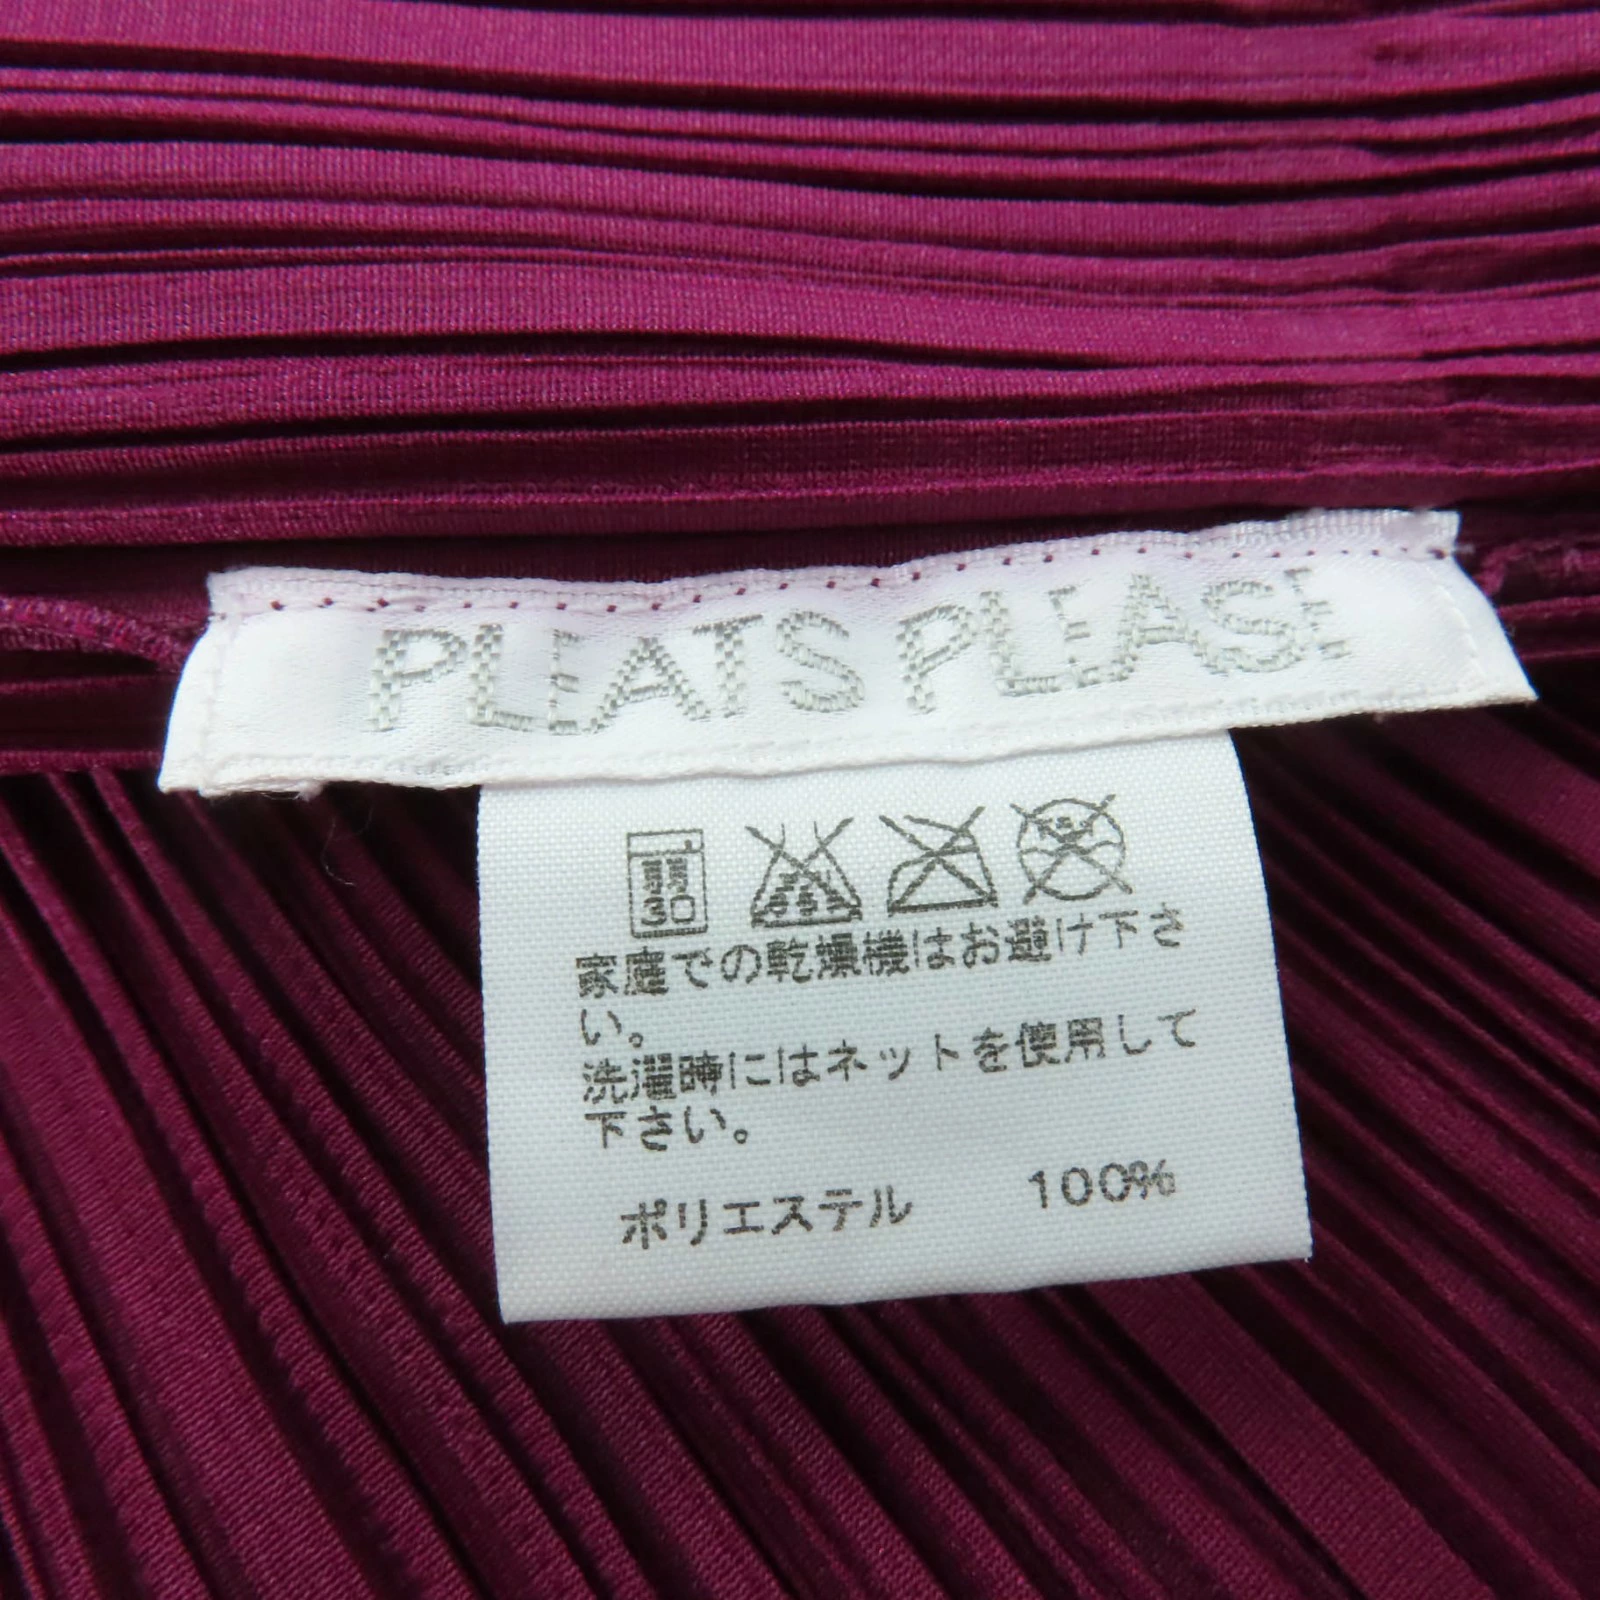 PLEATS PLEASE
家庭での乾燥機はお避け下さ
い。
洗濯時にはネットを使用して
下さい。
ポリエステル 100%